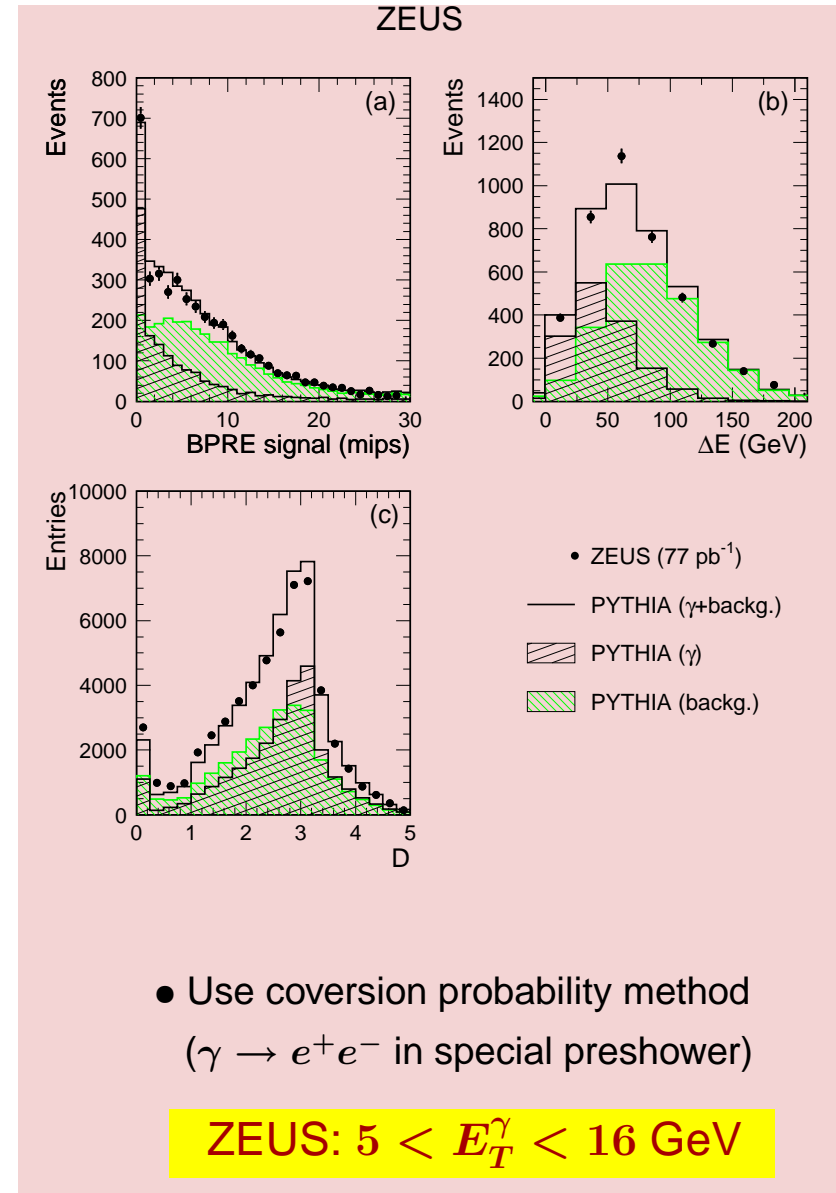 ZEUS
Events
800
700
600
500
400
300
200
100
0
(a)
0 10 20 30
BPRE signal (mips)
Events
1400
1200
1000
800
600
400
200
0
(b)
0 50 100 150 200
ΔE (GeV)
Entries
10000
8000
6000
4000
2000
0
(c)
0 1 2 3 4 5
D
ZEUS (77 pb⁻¹)
PYTHIA (γ+backg.)
PYTHIA (γ)
PYTHIA (backg.)
• Use coversion probability method
(γ → e⁺e⁻ in special preshower)
ZEUS: 5 < E_T^γ < 16 GeV